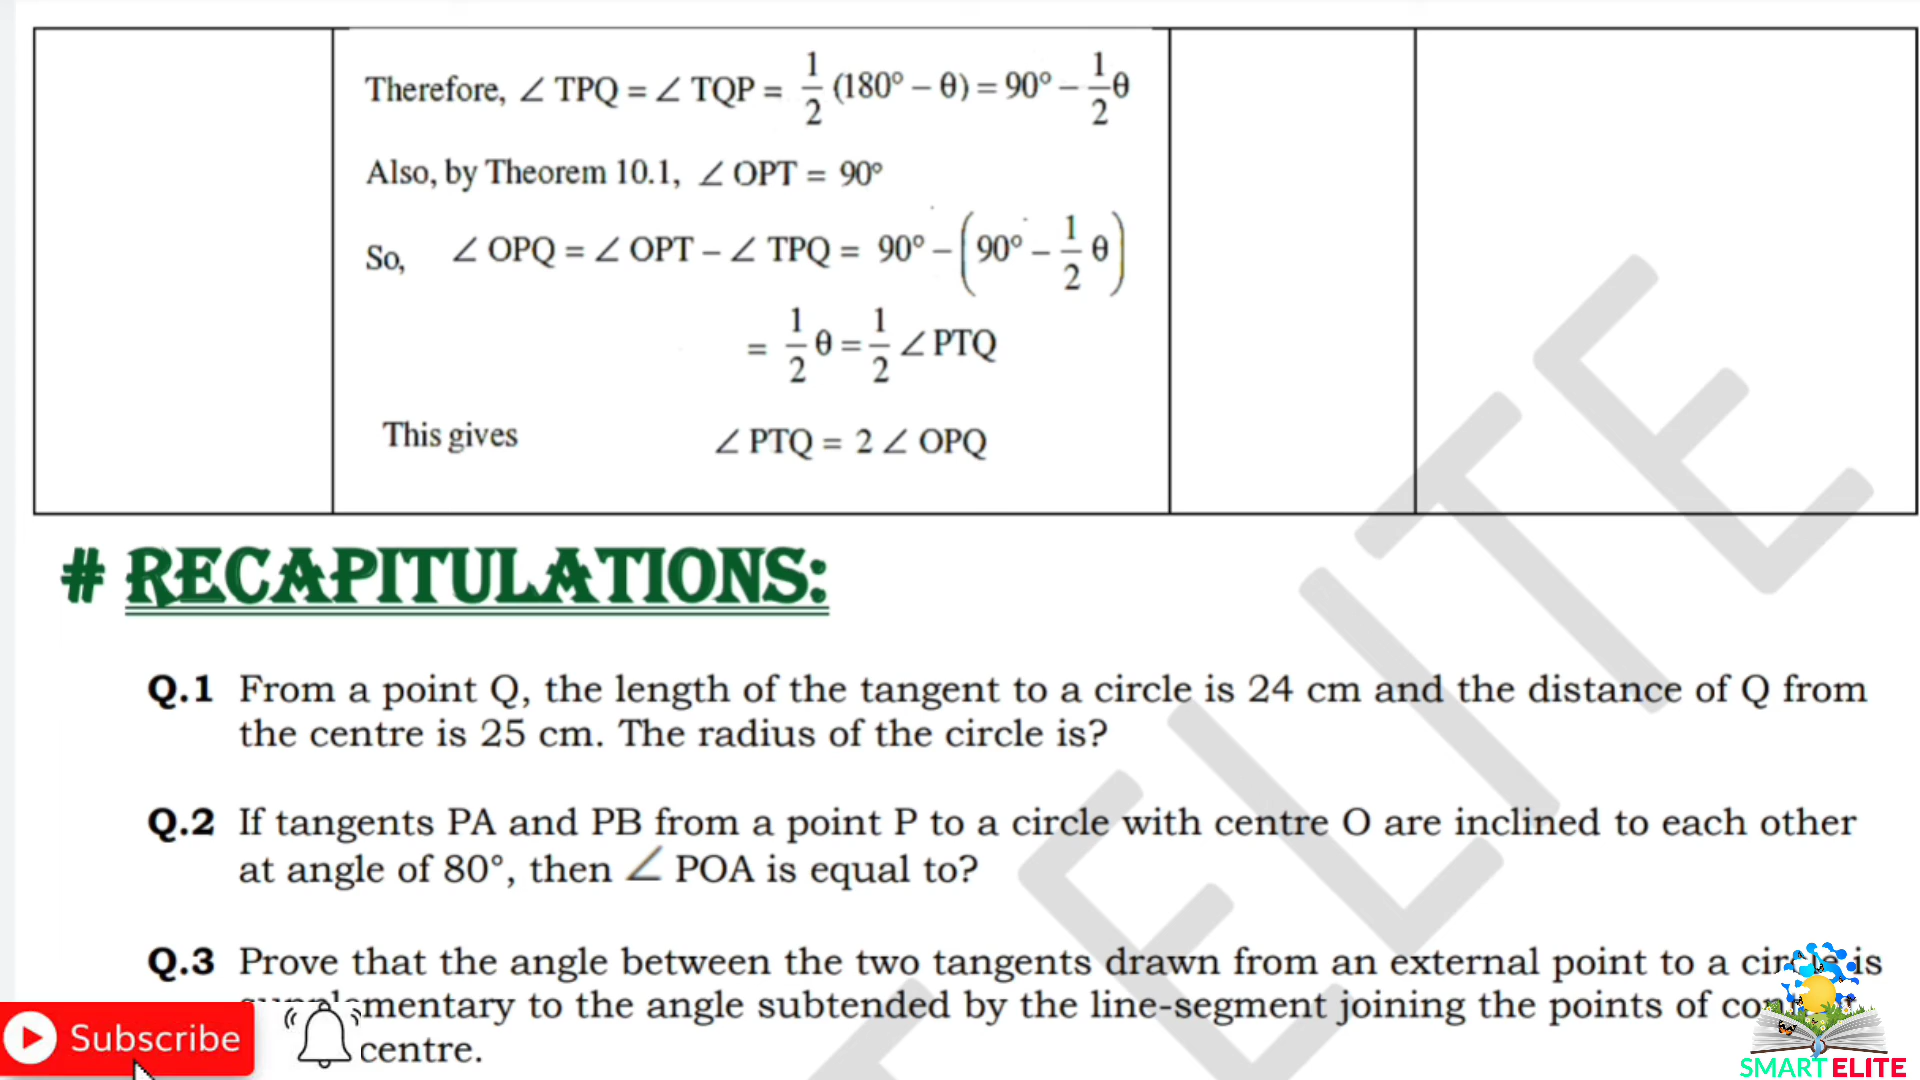 Therefore, ∠ TPQ = ∠ TQP = 1/2 (180° – θ) = 90° – 1/2 θ
Also, by Theorem 10.1, ∠ OPT = 90°
So, ∠ OPQ = ∠ OPT – ∠ TPQ = 90° – (90° – 1/2 θ)
= 1/2 θ = 1/2 ∠ PTQ
This gives ∠ PTQ = 2 ∠ OPQ
# RECAPITULATIONS:
Q.1 From a point Q, the length of the tangent to a circle is 24 cm and the distance of Q from
the centre is 25 cm. The radius of the circle is?
Q.2 If tangents PA and PB from a point P to a circle with centre O are inclined to each other
at angle of 80°, then ∠ POA is equal to?
Q.3 Prove that the angle between the two tangents drawn from an external point to a circle is
to the angle subtended by the line-segment joining the points of
centre.
Subscribe
SMART ELITE
ELITE